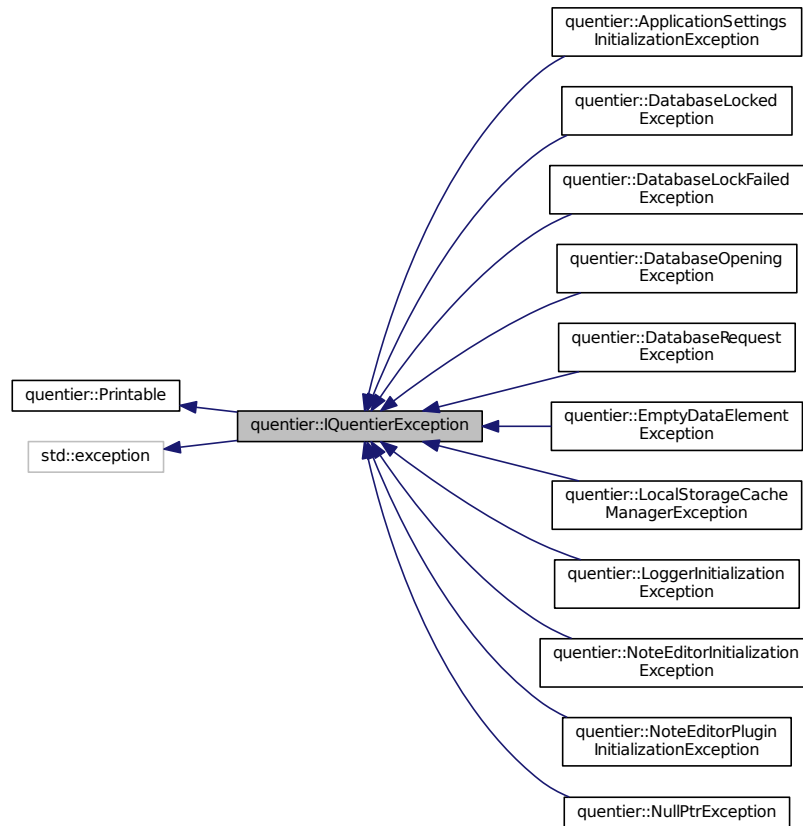 quentier::ApplicationSettings
InitializationException
quentier::DatabaseLocked
Exception
quentier::DatabaseLockFailed
Exception
quentier::DatabaseOpening
Exception
quentier::DatabaseRequest
Exception
quentier::Printable
quentier::IQuentierException
quentier::EmptyDataElement
Exception
std::exception
quentier::LocalStorageCache
ManagerException
quentier::LoggerInitialization
Exception
quentier::NoteEditorInitialization
Exception
quentier::NoteEditorPlugin
InitializationException
quentier::NullPtrException